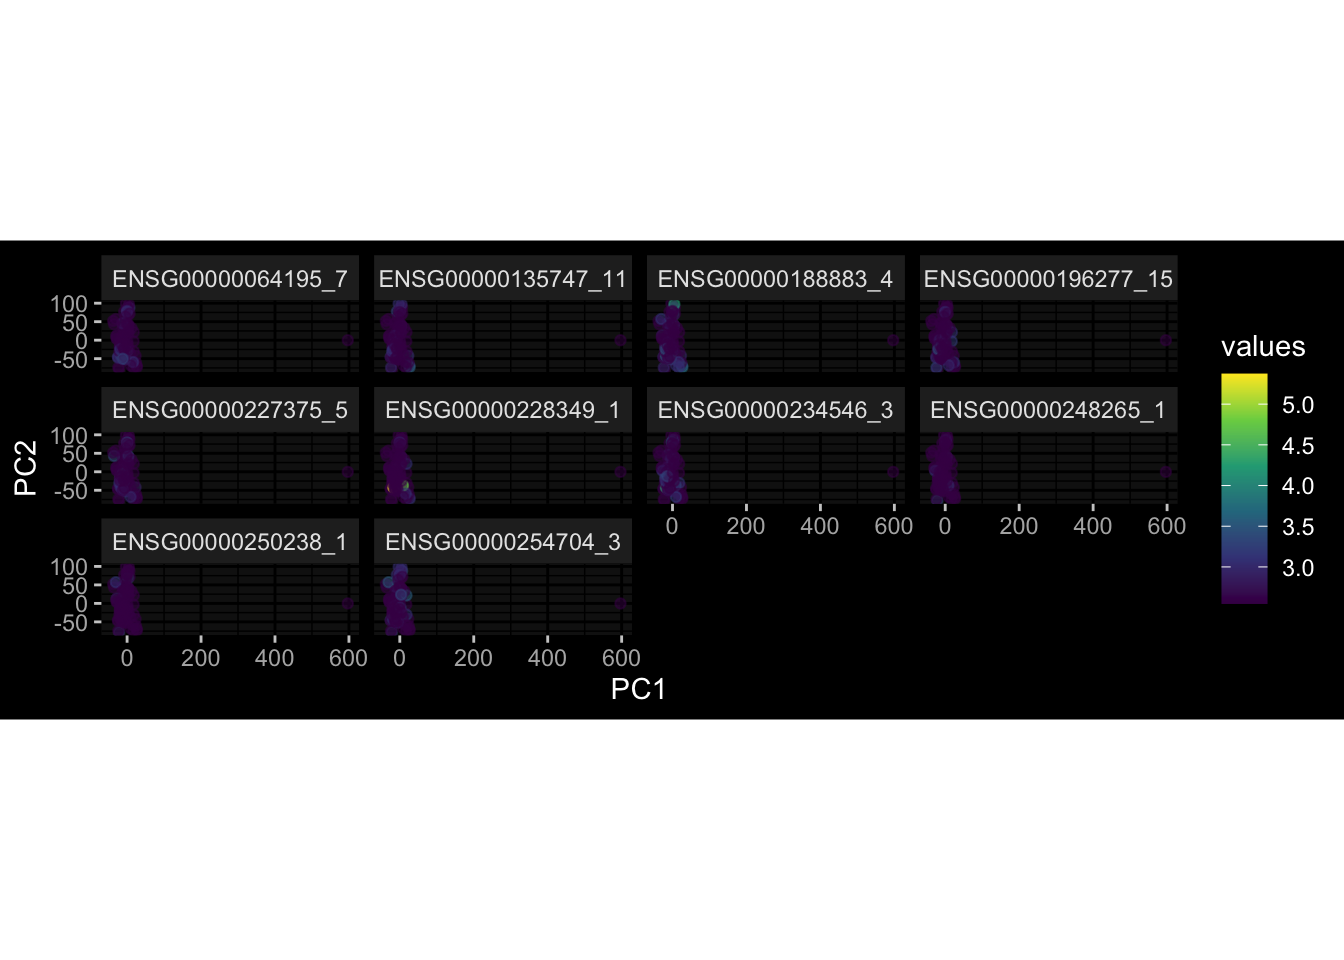 ENSG00000064195_7 ENSG00000135747_11 ENSG00000188883_4 ENSG00000196277_15
100
50
0
-50
ENSG00000227375_5 ENSG00000228349_1 ENSG00000234546_3 ENSG00000248265_1
100
50
0
-50
0 200 400 600 0 200 400 600
ENSG00000250238_1 ENSG00000254704_3
100
50
0
-50
0 200 400 600 0 200 400 600
PC1
PC2
values
5.0
4.5
4.0
3.5
3.0